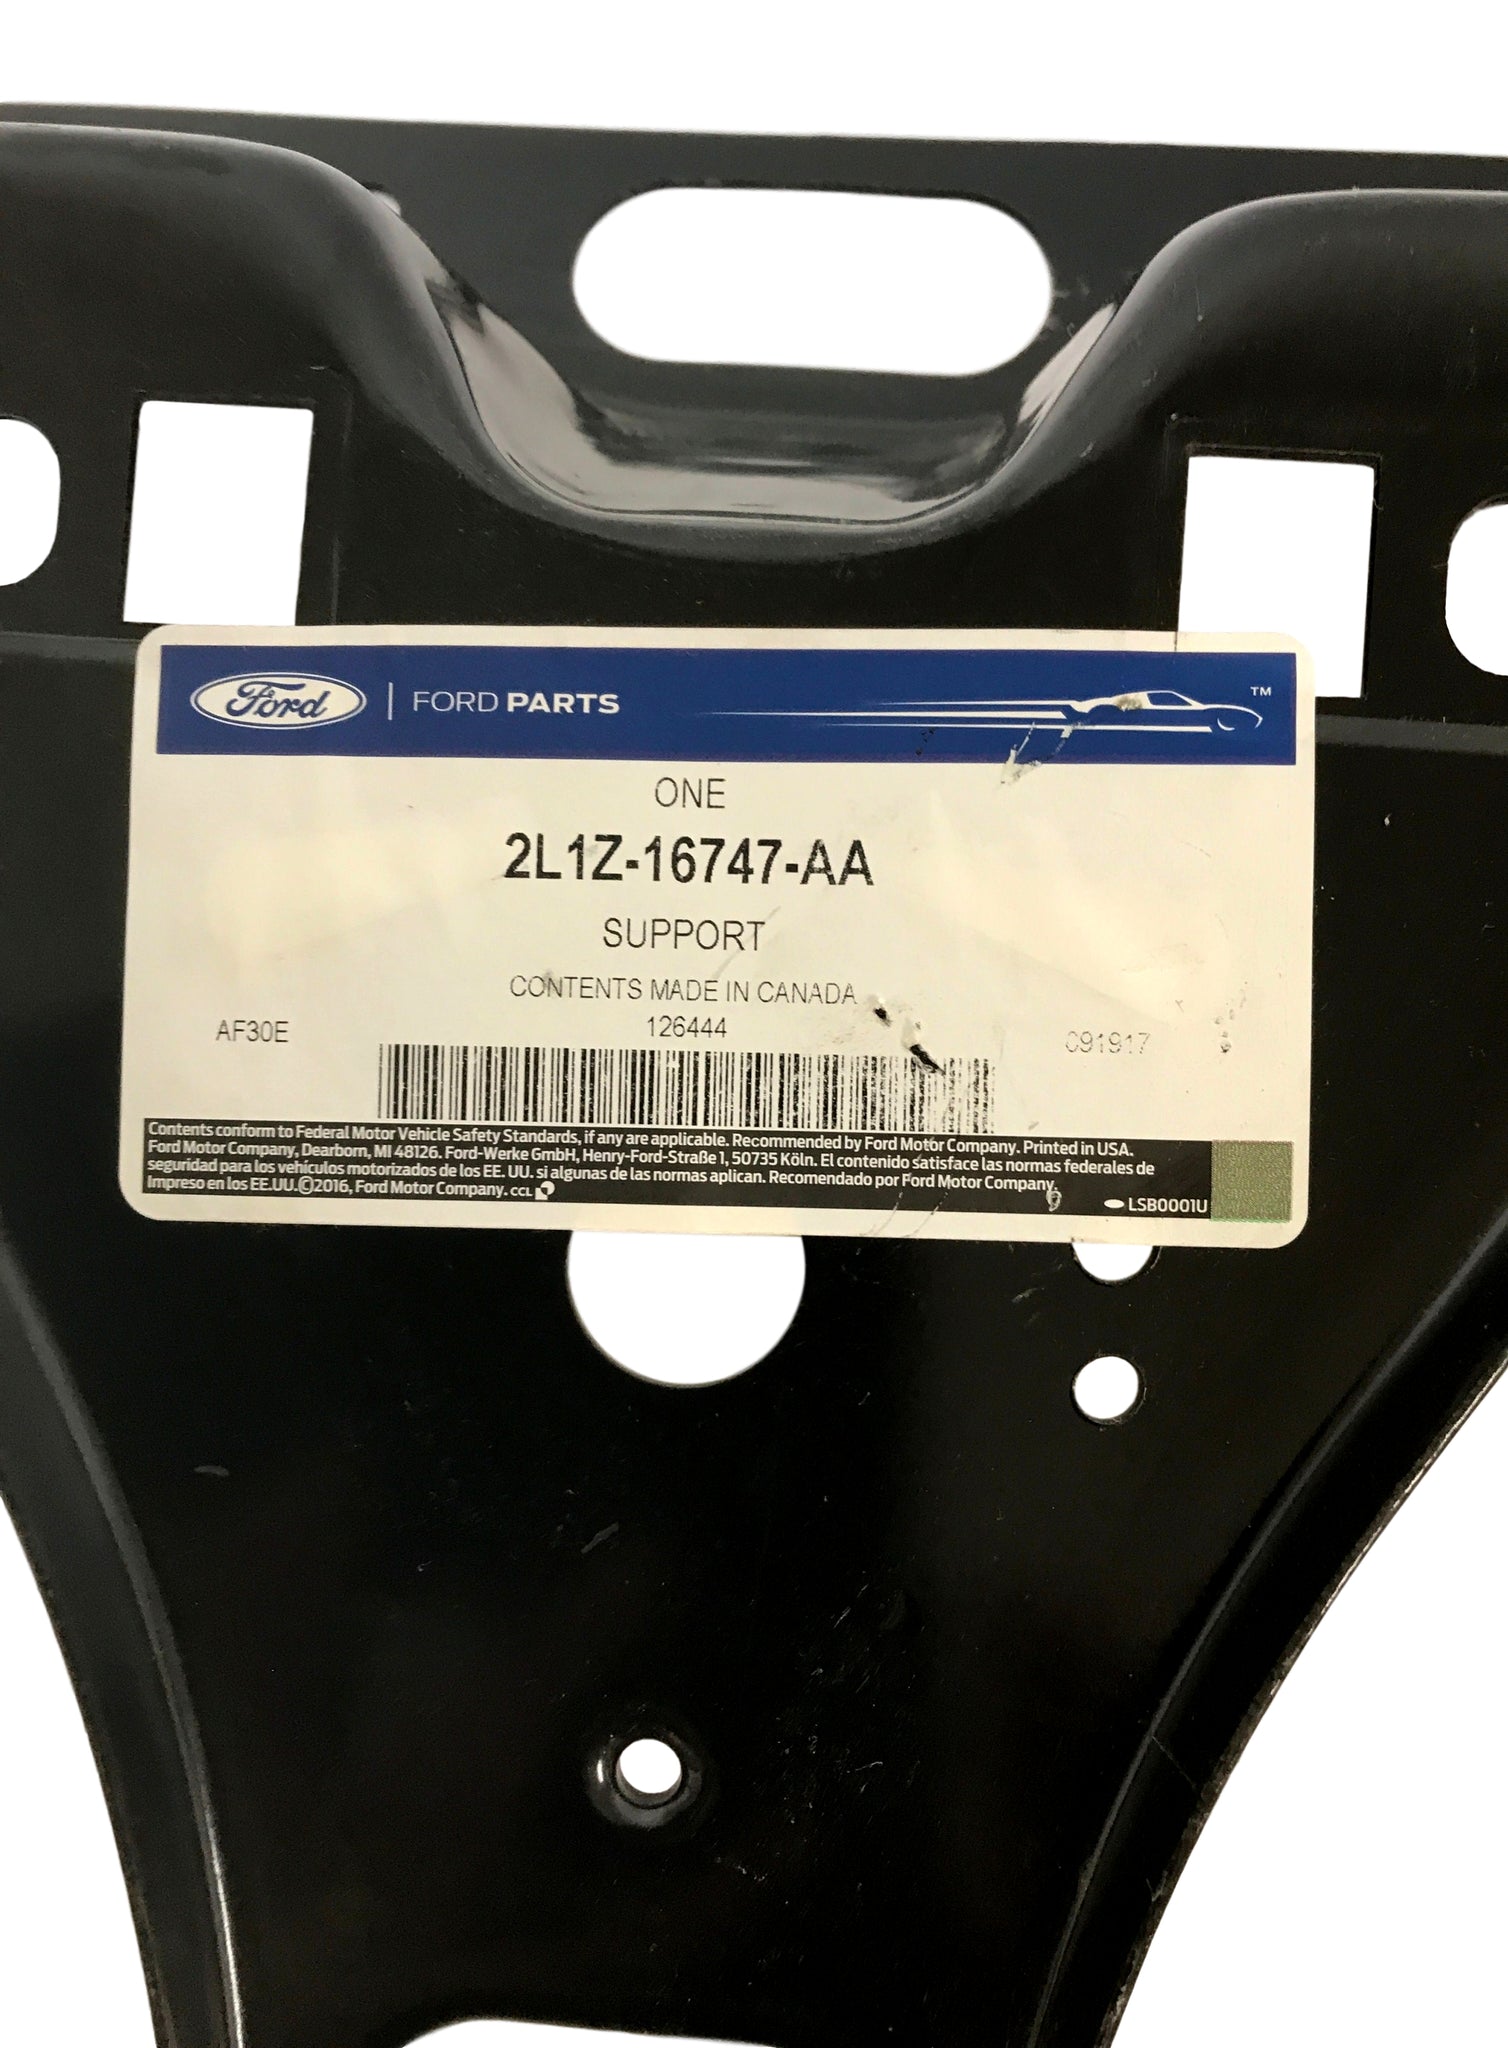 Ford | FORD PARTS ™
ONE
2L1Z-16747-AA
SUPPORT
CONTENTS MADE IN CANADA
AF30E 126444 C91917
Contents conform to Federal Motor Vehicle Safety Standards, if any are applicable. Recommended by Ford Motor Company. Printed in USA.
Ford Motor Company, Dearborn, MI 48126. Ford-Werke GmbH, Henry-Ford-Straße 1, 50735 Köln. El contenido satisface las normas federales de
seguridad para los vehículos motorizados de los EE. UU. si algunas de las normas aplican. Recomendado por Ford Motor Company.
Impreso en los EE.UU.©2016, Ford Motor Company. CCL
LSB0001U